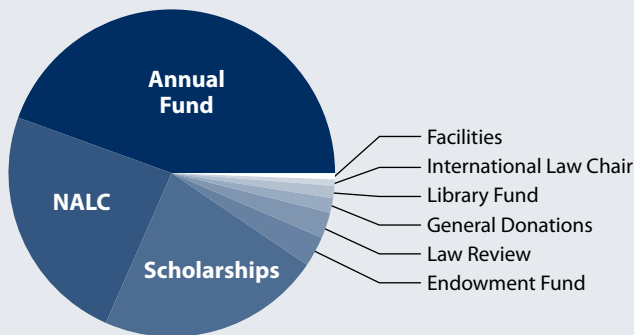 Annual
Fund
NALC
Scholarships
Facilities
International Law Chair
Library Fund
General Donations
Law Review
Endowment Fund